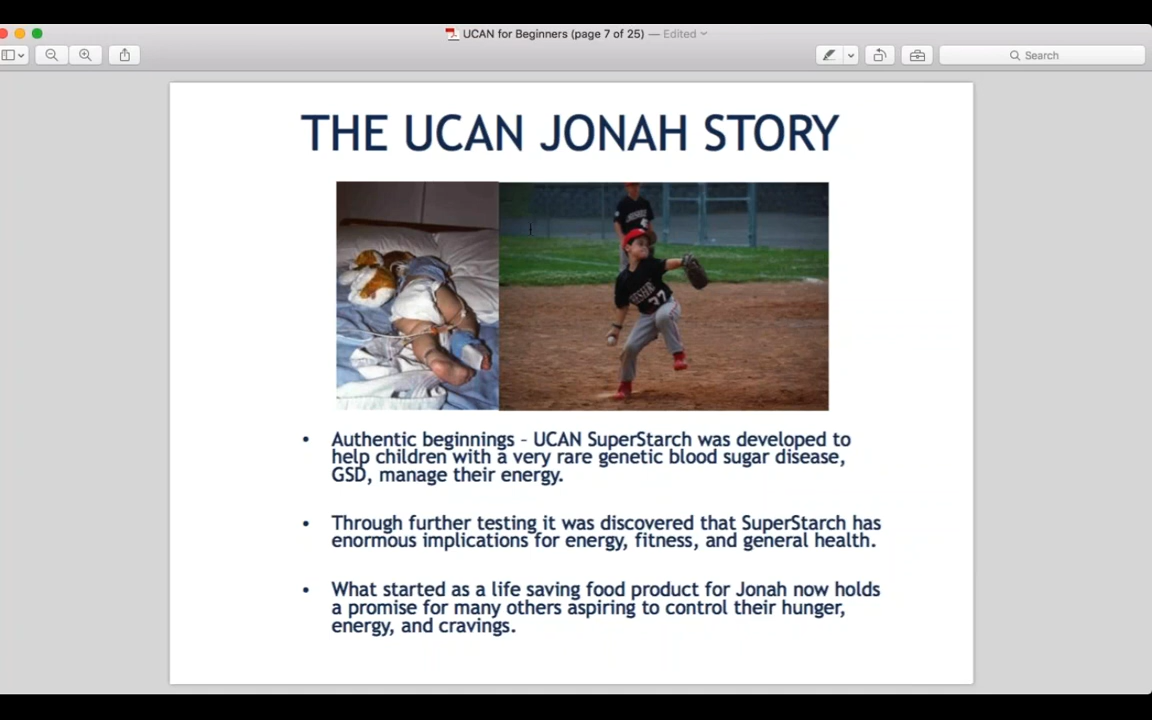 UCAN for Beginners (page 7 of 25) — Edited
Search
THE UCAN JONAH STORY
37
• Authentic beginnings – UCAN SuperStarch was developed to
help children with a very rare genetic blood sugar disease,
GSD, manage their energy.
• Through further testing it was discovered that SuperStarch has
enormous implications for energy, fitness, and general health.
• What started as a life saving food product for Jonah now holds
a promise for many others aspiring to control their hunger,
energy, and cravings.